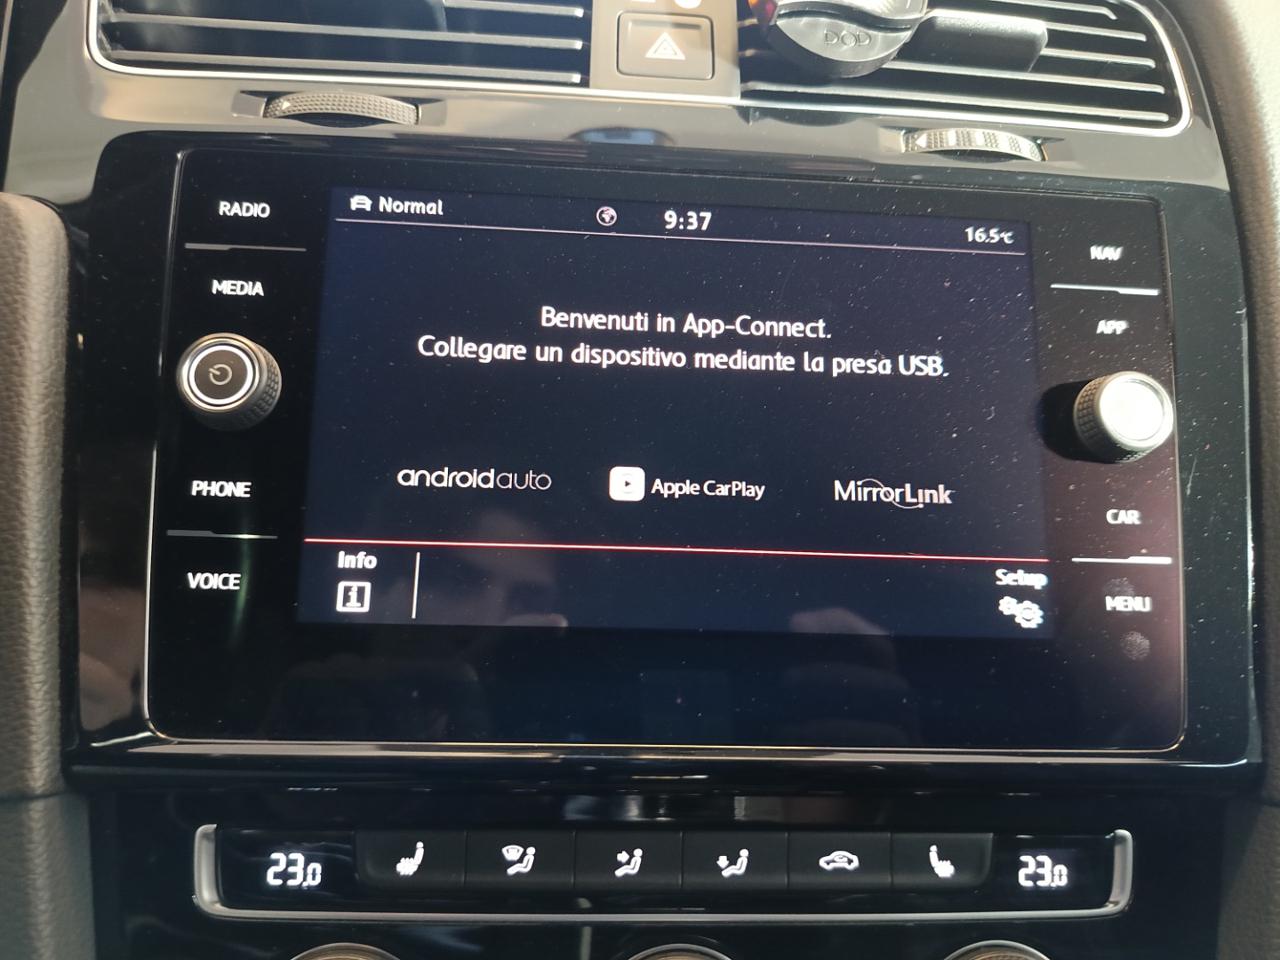 POD
RADIO
MEDIA
PHONE
VOICE
Normal
9:37
16.5°C
Benvenuti in App-Connect.
Collegare un dispositivo mediante la presa USB.
androidauto
Apple CarPlay
MirrorLink
Info
i
Setup
NAV
APP
CAR
MENU
23.0
23.0